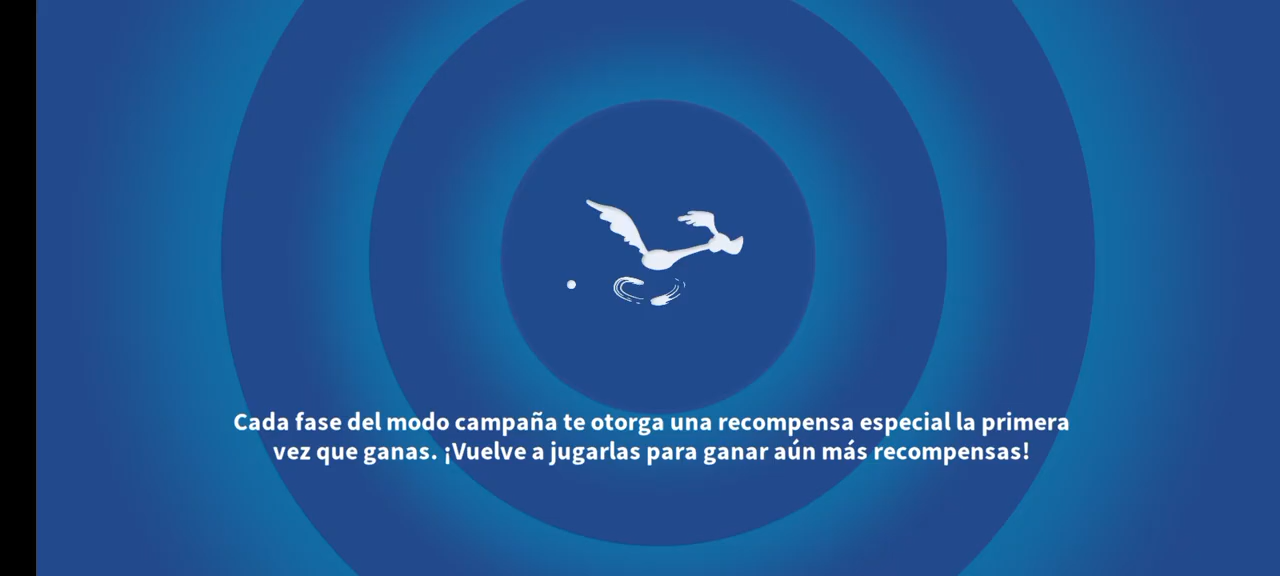 Cada fase del modo campaña te otorga una recompensa especial la primera
vez que ganas. ¡Vuelve a jugarlas para ganar aún más recompensas!